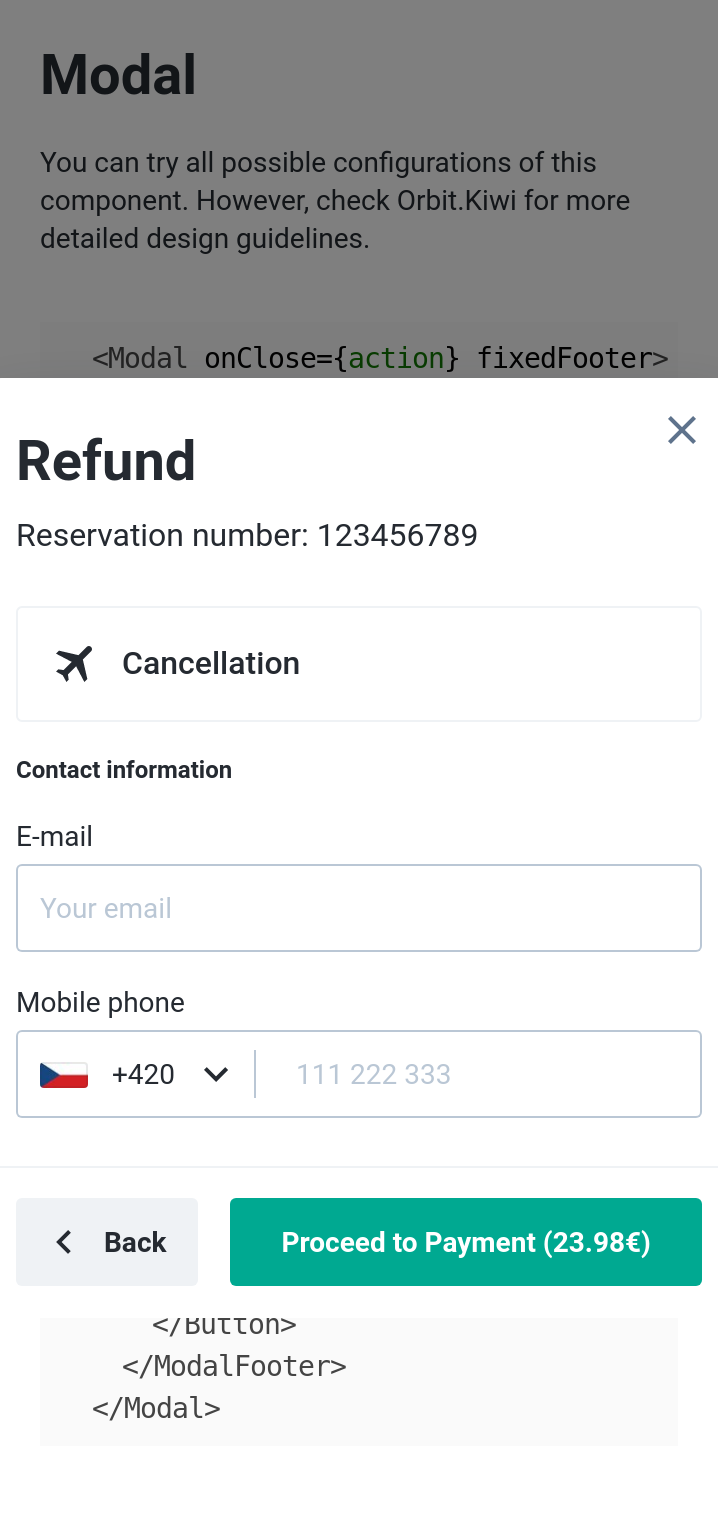 Modal
You can try all possible configurations of this
component. However, check Orbit.Kiwi for more
detailed design guidelines.
<Modal onClose={action} fixedFooter>
Refund
Reservation number: 123456789
Cancellation
Contact information
E-mail
Your email
Mobile phone
+420 111 222 333
Back Proceed to Payment (23.98€)
</Button>
</ModalFooter>
</Modal>